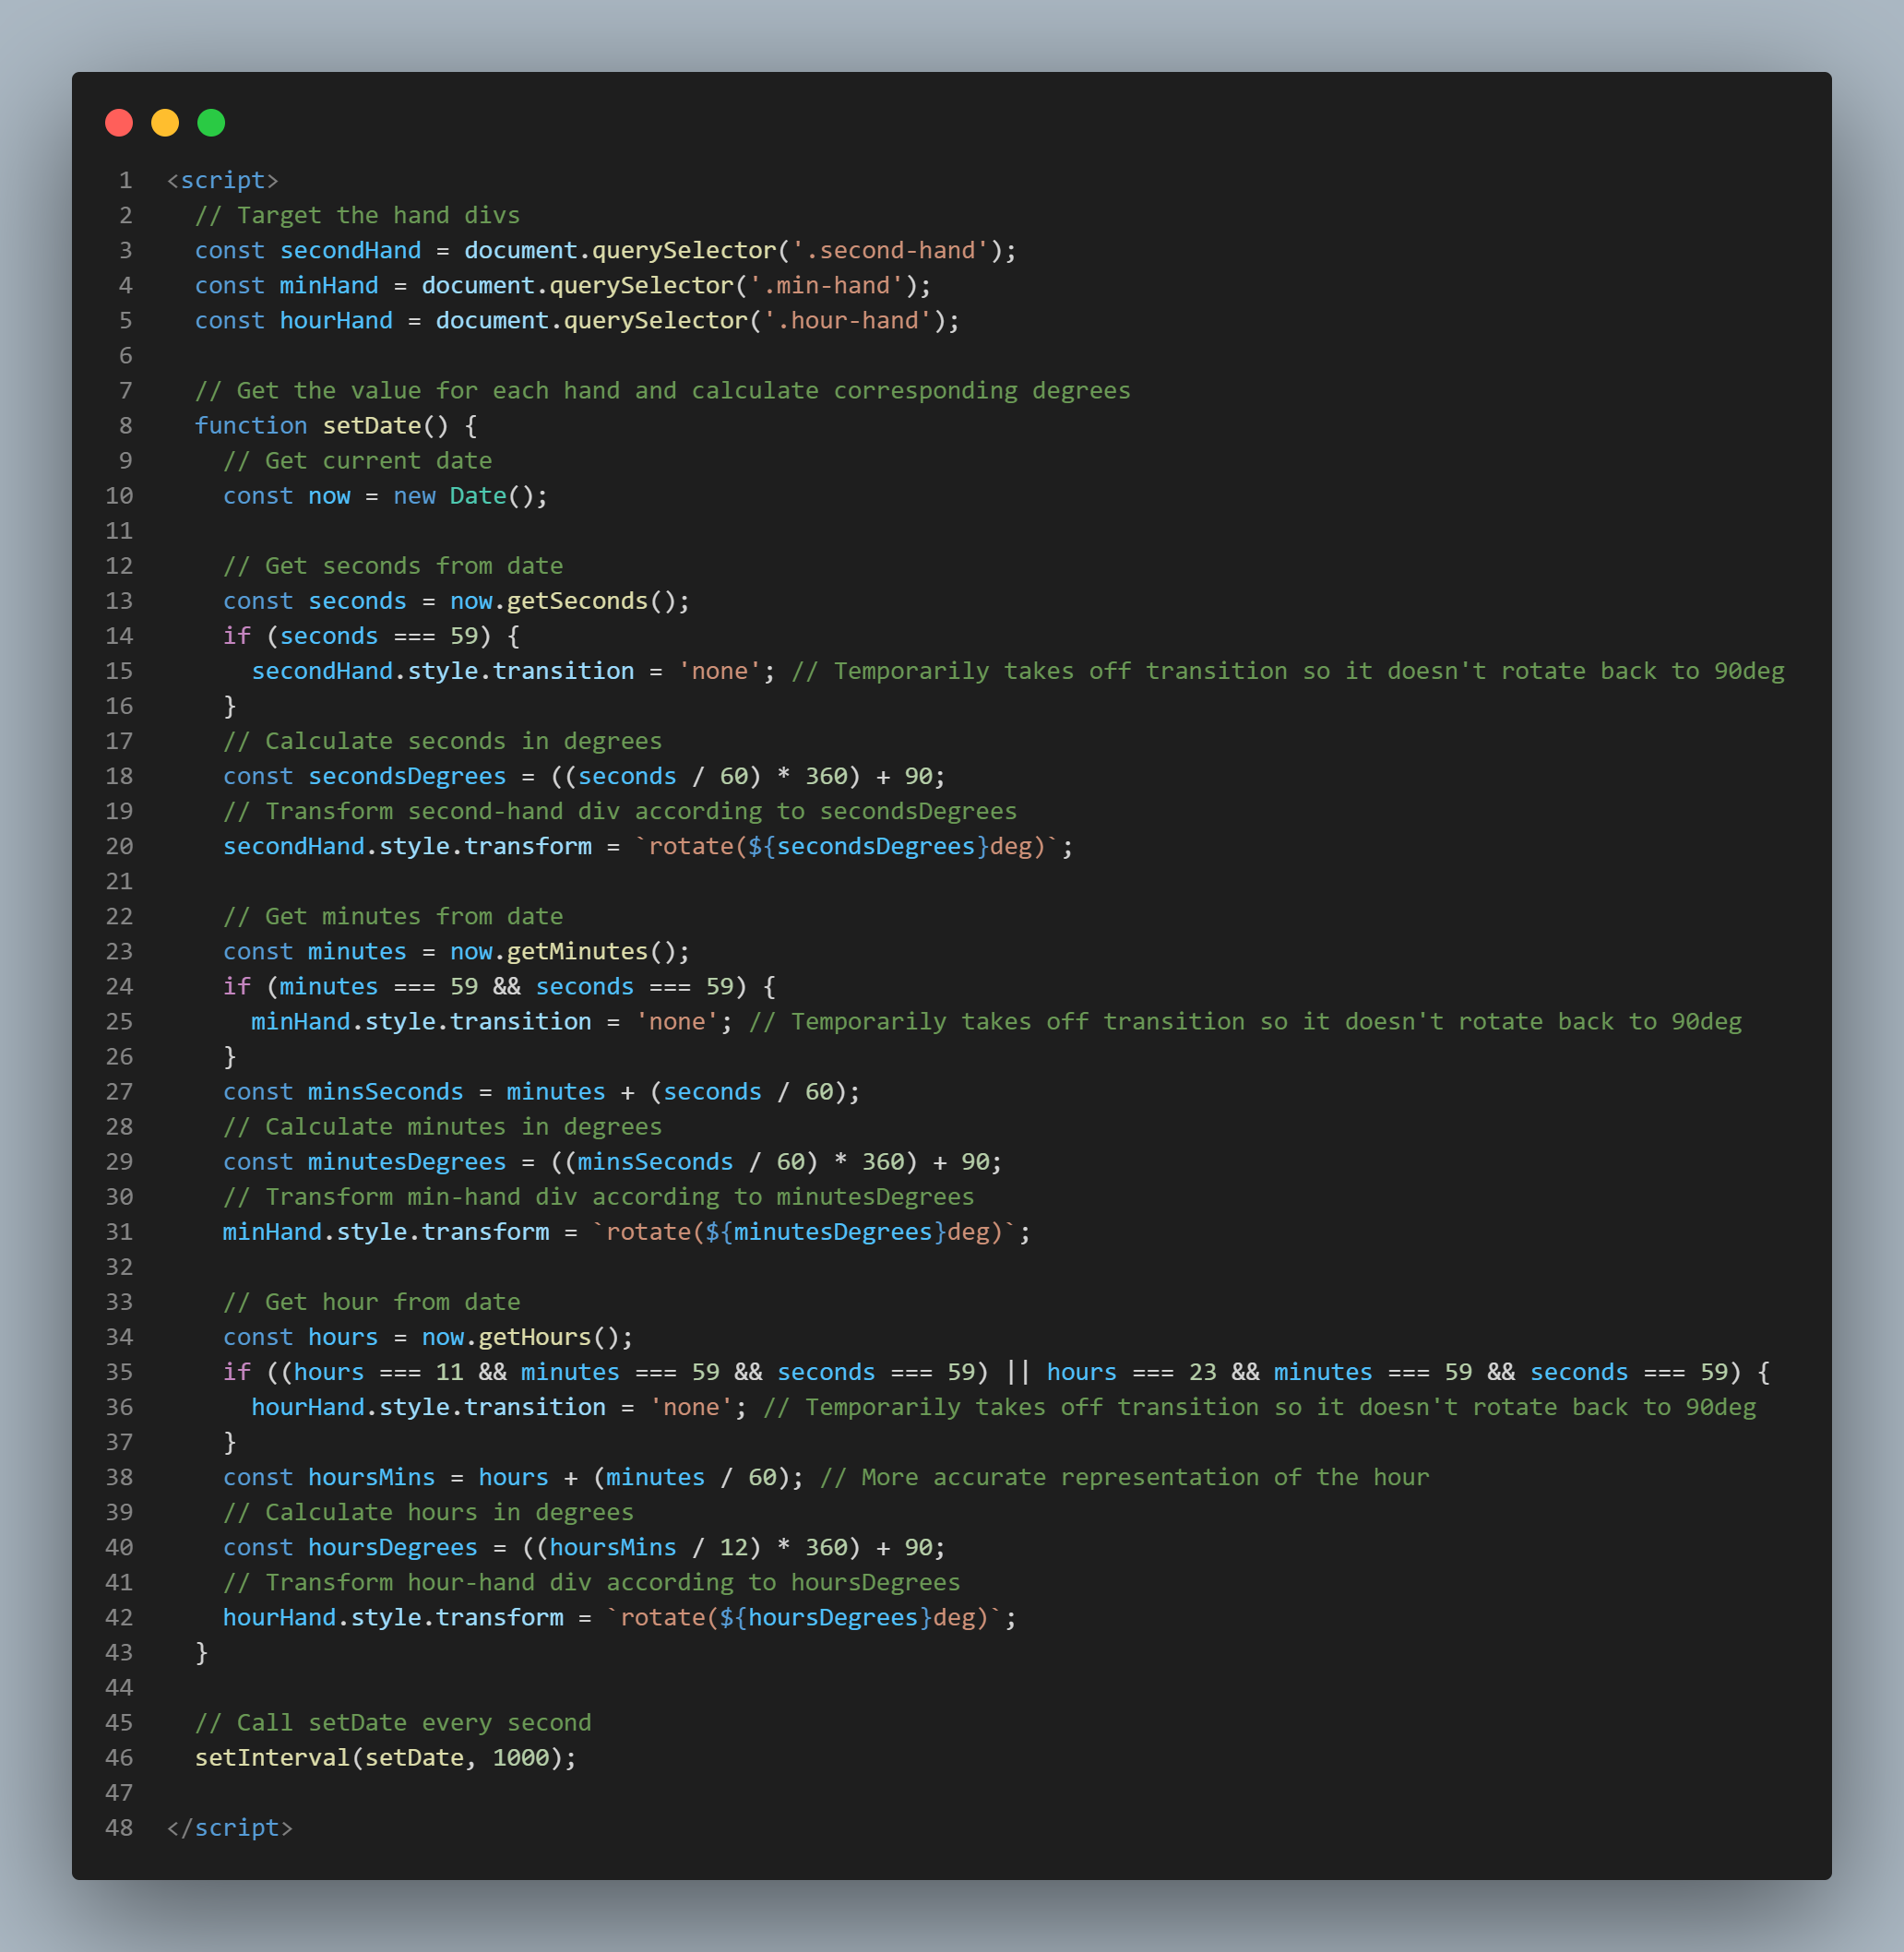 1 <script>
2 // Target the hand divs
3 const secondHand = document.querySelector('.second-hand');
4 const minHand = document.querySelector('.min-hand');
5 const hourHand = document.querySelector('.hour-hand');
6
7 // Get the value for each hand and calculate corresponding degrees
8 function setDate() {
9 // Get current date
10 const now = new Date();
11
12 // Get seconds from date
13 const seconds = now.getSeconds();
14 if (seconds === 59) {
15 secondHand.style.transition = 'none'; // Temporarily takes off transition so it doesn't rotate back to 90deg
16 }
17 // Calculate seconds in degrees
18 const secondsDegrees = ((seconds / 60) * 360) + 90;
19 // Transform second-hand div according to secondsDegrees
20 secondHand.style.transform = `rotate(${secondsDegrees}deg)`;
21
22 // Get minutes from date
23 const minutes = now.getMinutes();
24 if (minutes === 59 && seconds === 59) {
25 minHand.style.transition = 'none'; // Temporarily takes off transition so it doesn't rotate back to 90deg
26 }
27 const minsSeconds = minutes + (seconds / 60);
28 // Calculate minutes in degrees
29 const minutesDegrees = ((minsSeconds / 60) * 360) + 90;
30 // Transform min-hand div according to minutesDegrees
31 minHand.style.transform = `rotate(${minutesDegrees}deg)`;
32
33 // Get hour from date
34 const hours = now.getHours();
35 if ((hours === 11 && minutes === 59 && seconds === 59) || hours === 23 && minutes === 59 && seconds === 59) {
36 hourHand.style.transition = 'none'; // Temporarily takes off transition so it doesn't rotate back to 90deg
37 }
38 const hoursMins = hours + (minutes / 60); // More accurate representation of the hour
39 // Calculate hours in degrees
40 const hoursDegrees = ((hoursMins / 12) * 360) + 90;
41 // Transform hour-hand div according to hoursDegrees
42 hourHand.style.transform = `rotate(${hoursDegrees}deg)`;
43 }
44
45 // Call setDate every second
46 setInterval(setDate, 1000);
47
48 </script>